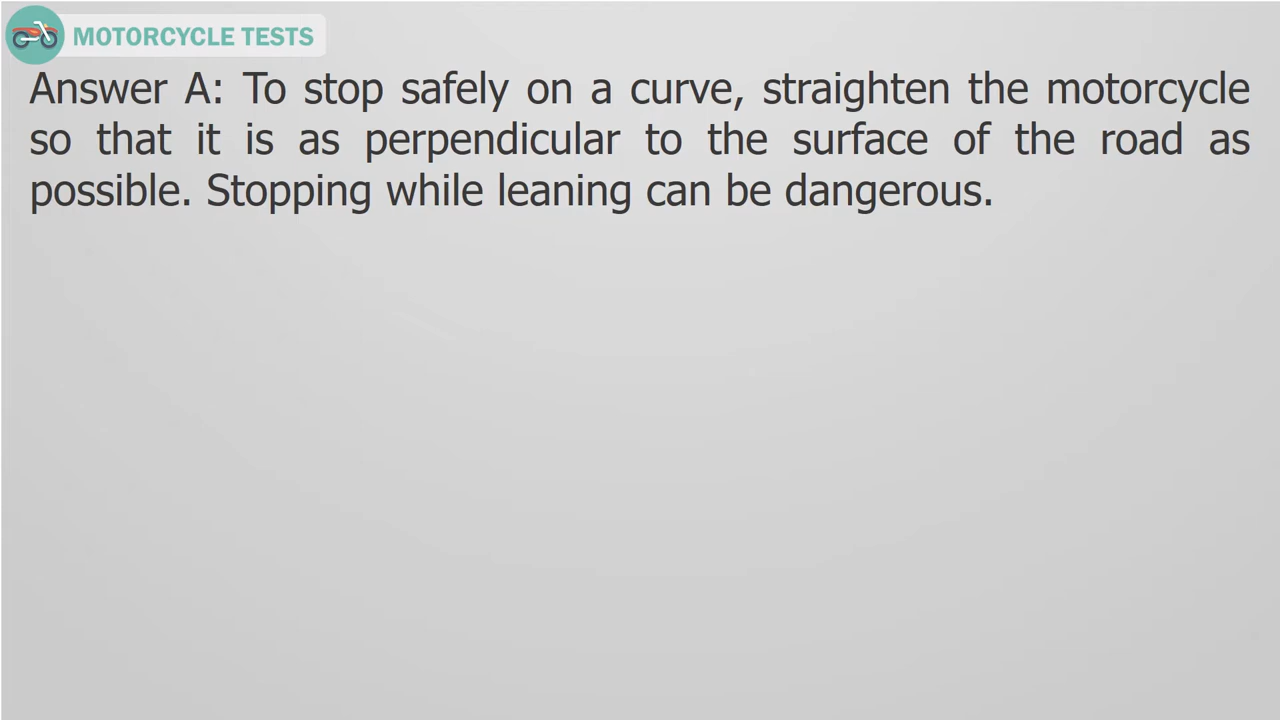 MOTORCYCLE TESTS
Answer A: To stop safely on a curve, straighten the motorcycle
so that it is as perpendicular to the surface of the road as
possible. Stopping while leaning can be dangerous.